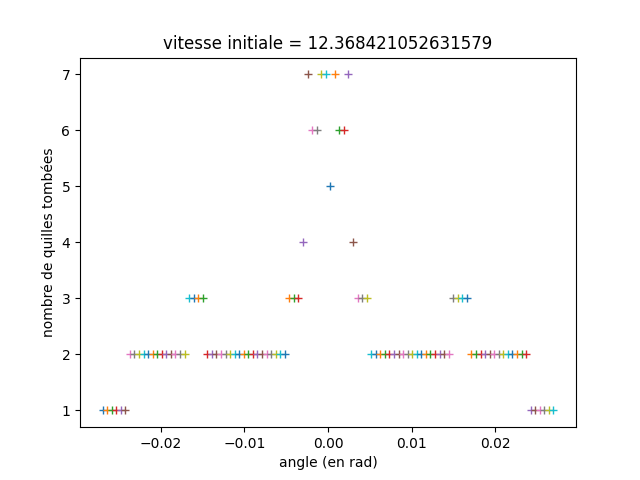 vitesse initiale = 12.368421052631579
nombre de quilles tombées
7
6
5
4
3
2
1
−0.02 −0.01 0.00 0.01 0.02
angle (en rad)